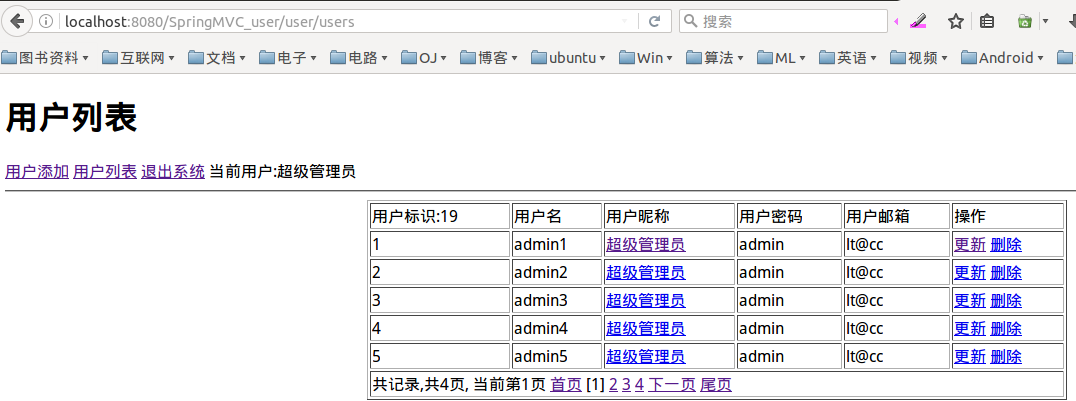 localhost:8080/SpringMVC_user/user/users 搜索
图书资料 互联网 文档 电子 电路 OJ 博客 ubuntu Win 算法 ML 英语 视频 Android
用户列表
用户添加 用户列表 退出系统 当前用户:超级管理员
用户标识:19 用户名 用户昵称 用户密码 用户邮箱 操作
1 admin1 超级管理员 admin lt@cc 更新 删除
2 admin2 超级管理员 admin lt@cc 更新 删除
3 admin3 超级管理员 admin lt@cc 更新 删除
4 admin4 超级管理员 admin lt@cc 更新 删除
5 admin5 超级管理员 admin lt@cc 更新 删除
共记录,共4页, 当前第1页 首页 [1] 2 3 4 下一页 尾页